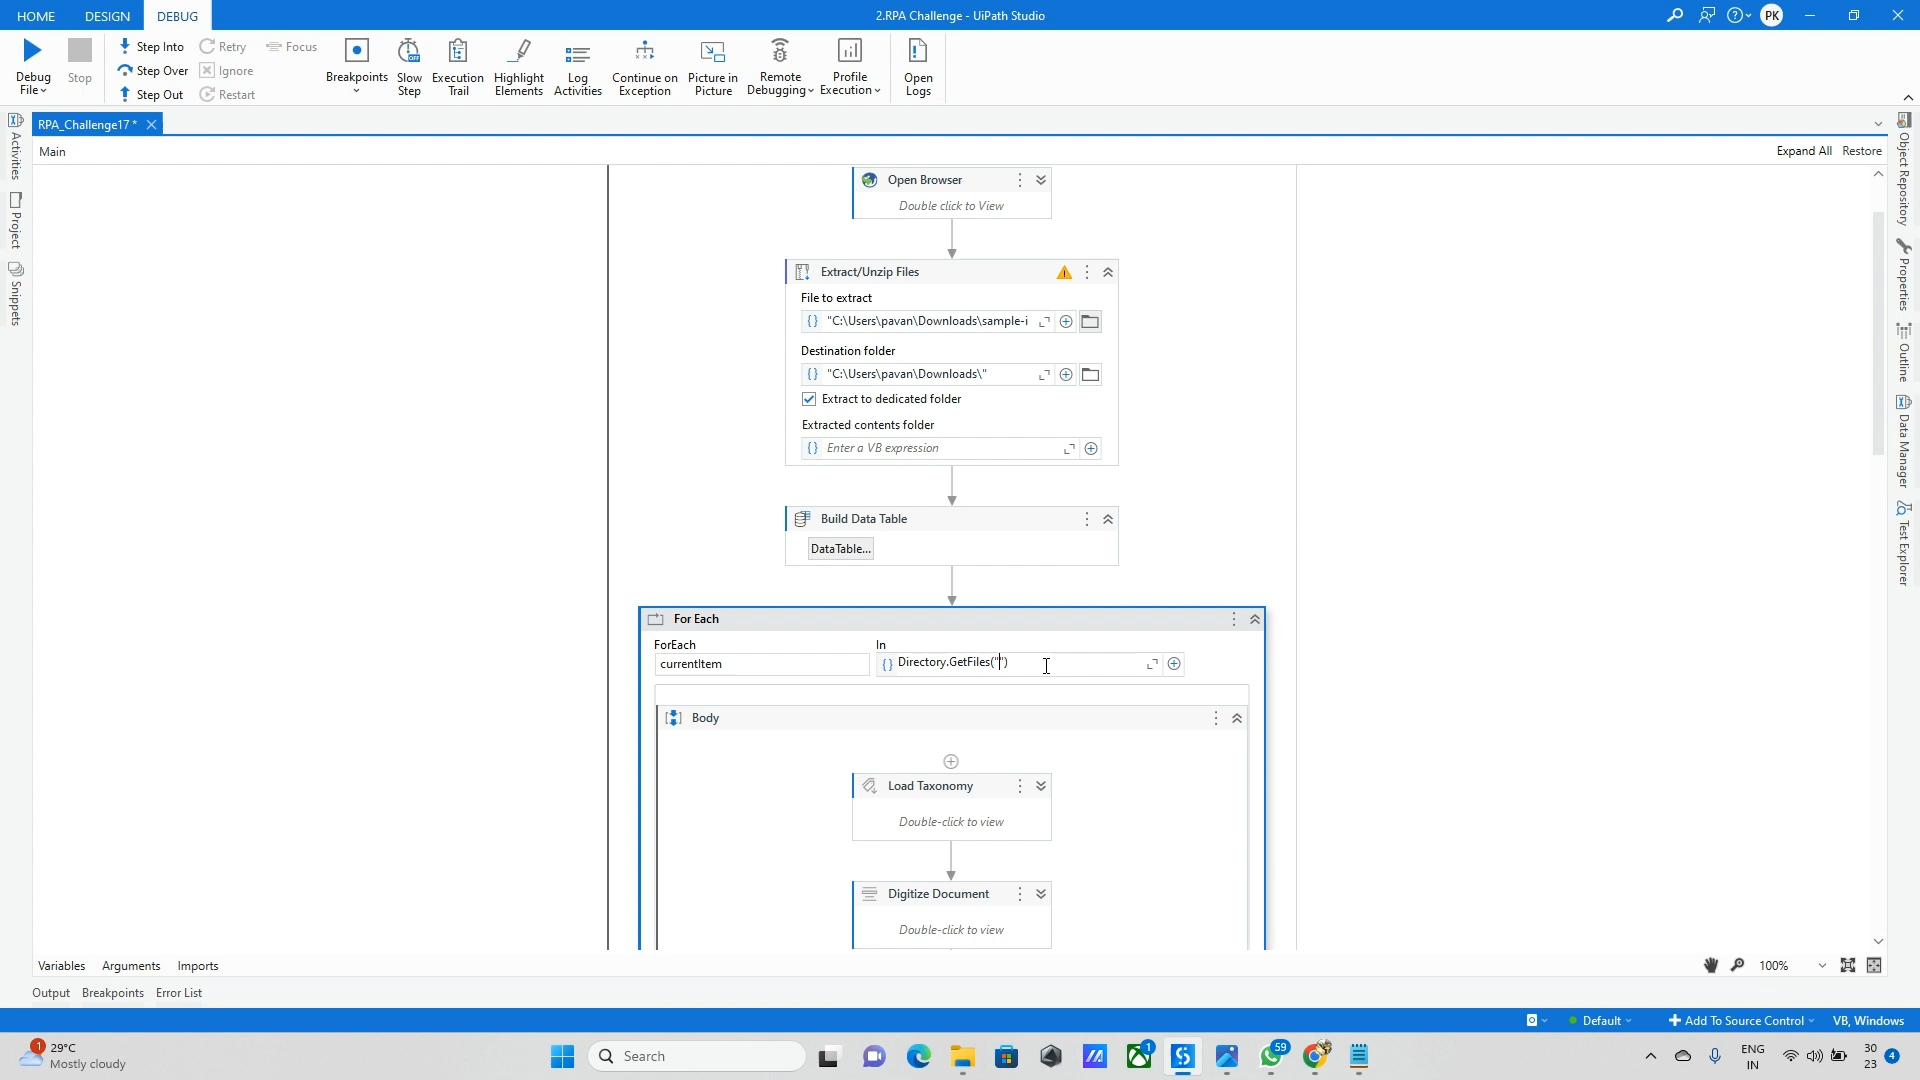 HOME DESIGN DEBUG 2.RPA Challenge - UiPath Studio PK
Step Into Retry Focus
Debug File Stop Step Over Ignore Breakpoints Slow Step Execution Trail Highlight Elements Log Activities Continue on Exception Picture in Picture Remote Debugging Profile Execution Open Logs
Step Out Restart
RPA_Challenge17 *
Main Expand All Restore
Activities
Project
Snippets
Object Repository
Properties
Outline
Data Manager
Test Explorer
Open Browser
Double click to View
Extract/Unzip Files
File to extract
"C:\Users\pavan\Downloads\sample-i
Destination folder
"C:\Users\pavan\Downloads\"
Extract to dedicated folder
Extracted contents folder
Enter a VB expression
Build Data Table
DataTable...
For Each
ForEach In
currentItem Directory.GetFiles("")
Body
Load Taxonomy
Double-click to view
Digitize Document
Double-click to view
Variables Arguments Imports 100%
Output Breakpoints Error List
Default Add To Source Control VB, Windows
1 29°C Search 1 59 ENG 30
Mostly cloudy IN 23 4